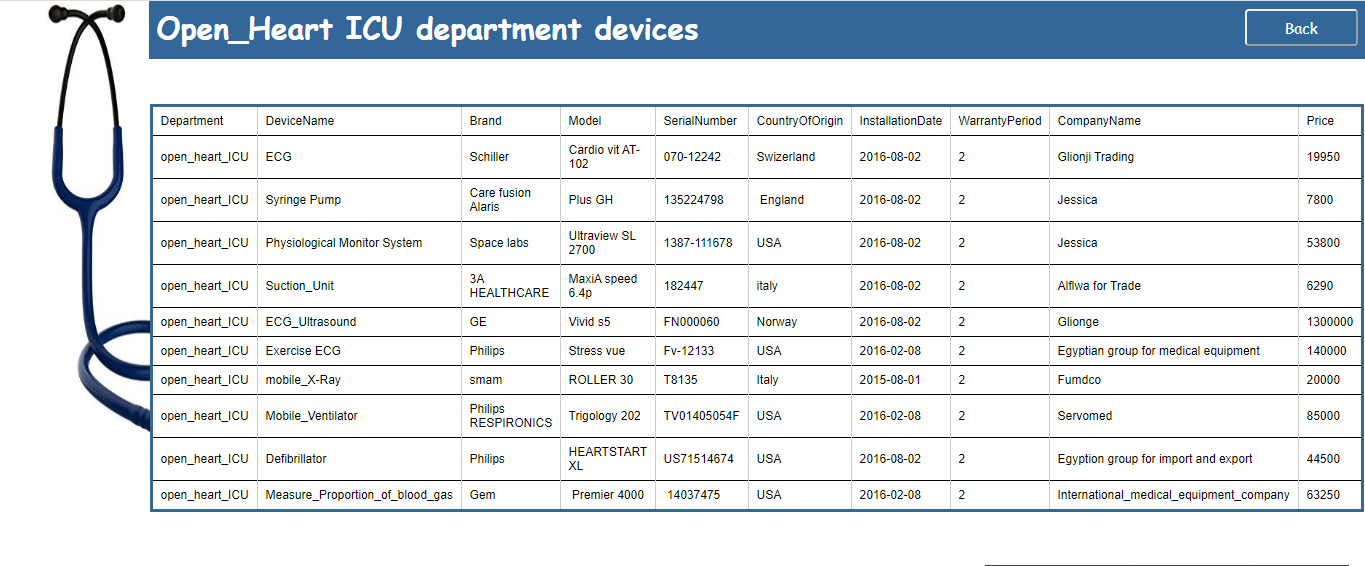 Open_Heart ICU department devices
Back
Department DeviceName Brand Model SerialNumber CountryOfOrigin InstallationDate WarrantyPeriod CompanyName Price
open_heart_ICU ECG Schiller Cardio vit AT-102 070-12242 Swizerland 2016-08-02 2 Glionji Trading 19950
open_heart_ICU Syringe Pump Care fusion Alaris Plus GH 135224798 England 2016-08-02 2 Jessica 7800
open_heart_ICU Physiological Monitor System Space labs Ultraview SL 2700 1387-111678 USA 2016-08-02 2 Jessica 53800
open_heart_ICU Suction_Unit 3A HEALTHCARE MaxiA speed 6.4p 182447 italy 2016-08-02 2 Alflwa for Trade 6290
open_heart_ICU ECG_Ultrasound GE Vivid s5 FN000060 Norway 2016-08-02 2 Glionge 1300000
open_heart_ICU Exercise ECG Philips Stress vue Fv-12133 USA 2016-02-08 2 Egyptian group for medical equipment 140000
open_heart_ICU mobile_X-Ray smam ROLLER 30 T8135 Italy 2015-08-01 2 Fumdco 20000
open_heart_ICU Mobile_Ventilator Philips RESPIRONICS Trigology 202 TV01405054F USA 2016-02-08 2 Servomed 85000
open_heart_ICU Defibrillator Philips HEARTSTART XL US71514674 USA 2016-08-02 2 Egyption group for import and export 44500
open_heart_ICU Measure_Proportion_of_blood_gas Gem Premier 4000 14037475 USA 2016-02-08 2 International_medical_equipment_company 63250